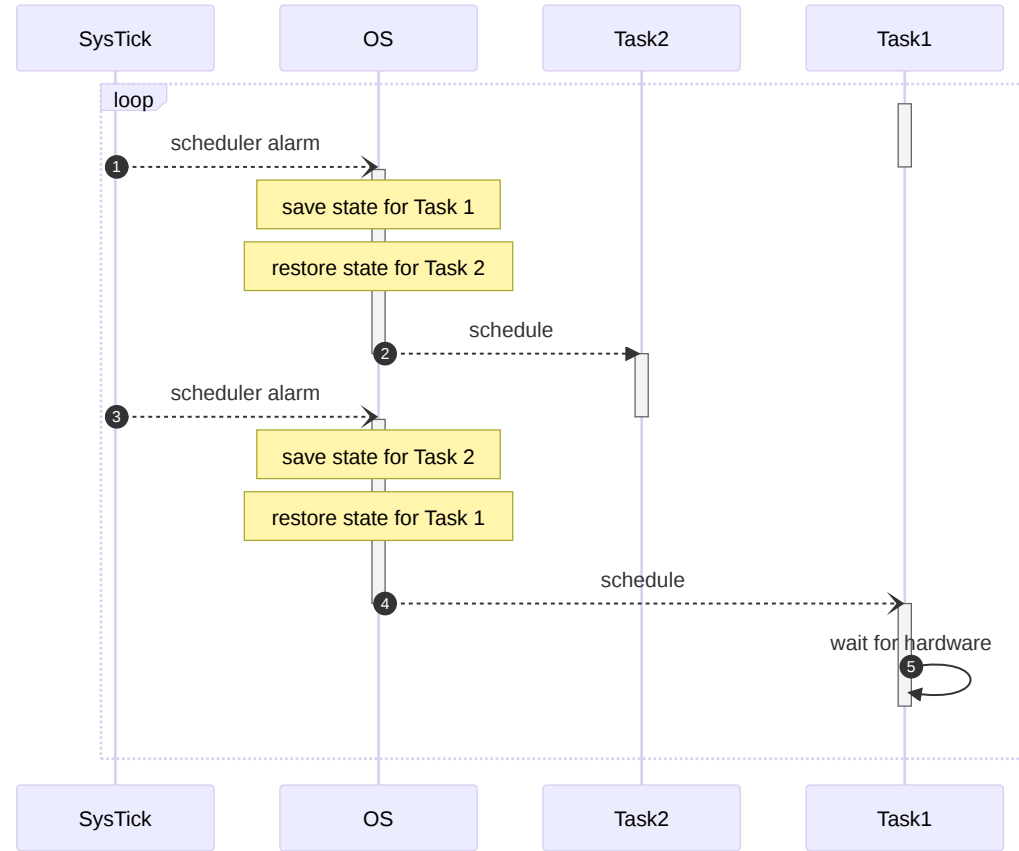 SysTick
OS
Task2
Task1
loop
scheduler alarm
1
save state for Task 1
restore state for Task 2
schedule
2
scheduler alarm
3
save state for Task 2
restore state for Task 1
schedule
4
wait for hardware
5
SysTick
OS
Task2
Task1